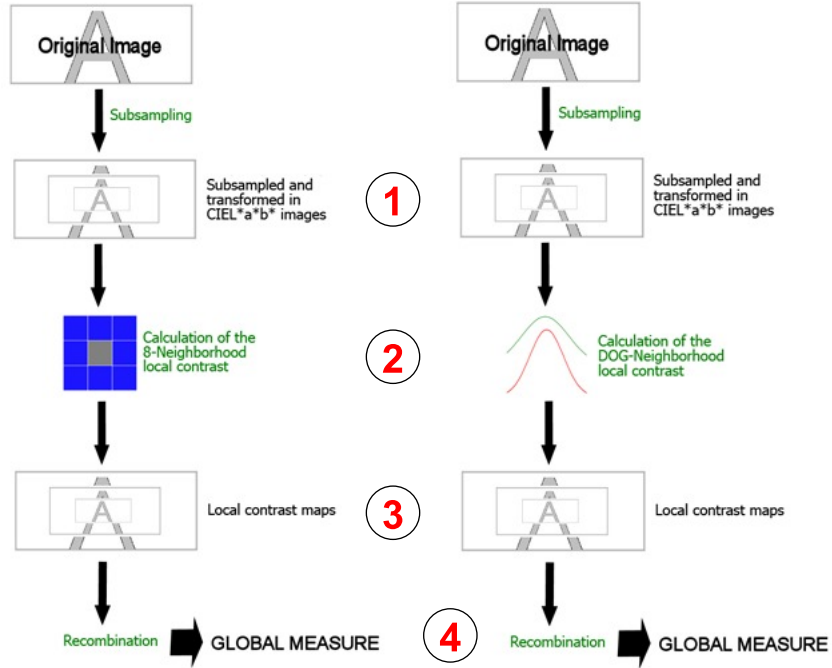 Original Image
Subsampling
A
Subsampled and
transformed in
CIEL*a*b* images
Calculation of the
8-Neighborhood
local contrast
A
Local contrast maps
Recombination
GLOBAL MEASURE
1
2
3
4
Original Image
Subsampling
A
Subsampled and
transformed in
CIEL*a*b* images
Calculation of the
DOG-Neighborhood
local contrast
A
Local contrast maps
Recombination
GLOBAL MEASURE